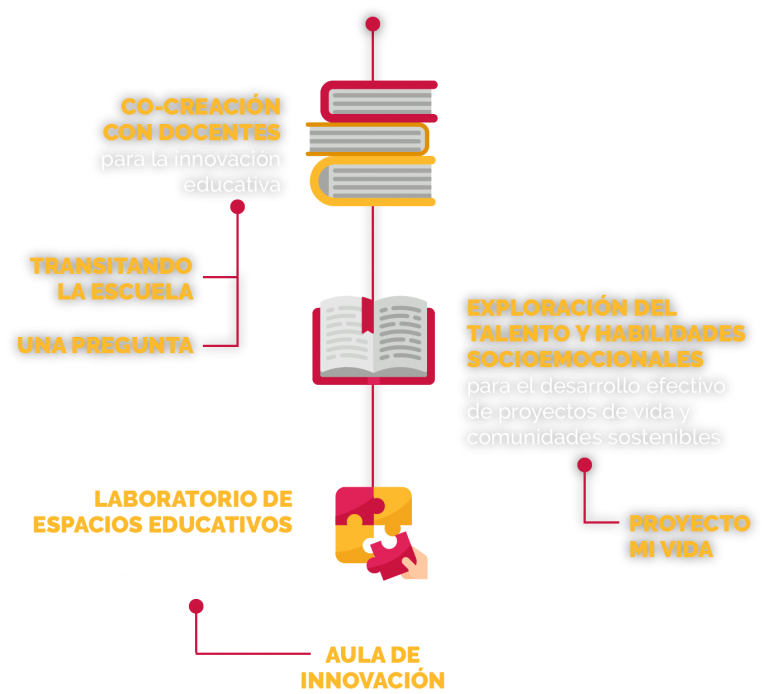 CO-CREACIÓN
CON DOCENTES
para la innovación
educativa
TRANSITANDO
LA ESCUELA
UNA PREGUNTA
EXPLORACIÓN DEL
TALENTO Y HABILIDADES
SOCIOEMOCIONALES
para el desarrollo efectivo
de proyectos de vida y
comunidades sostenibles
PROYECTO
MI VIDA
LABORATORIO DE
ESPACIOS EDUCATIVOS
AULA DE
INNOVACIÓN